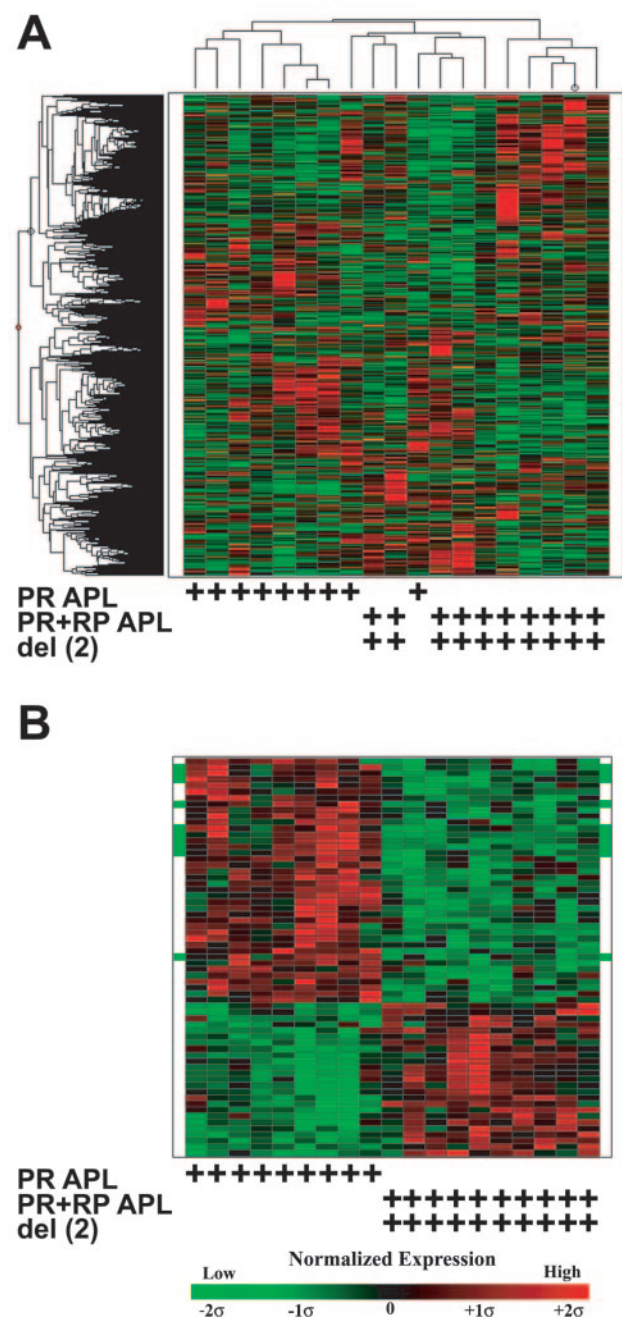 A
PR APL ++++++++ +
PR+RP APL ++ ++++++++
del (2) ++ ++++++++
B
PR APL +++++++++
PR+RP APL ++++++++++
del (2) ++++++++++
Normalized Expression
Low High
-2σ -1σ 0 +1σ +2σ